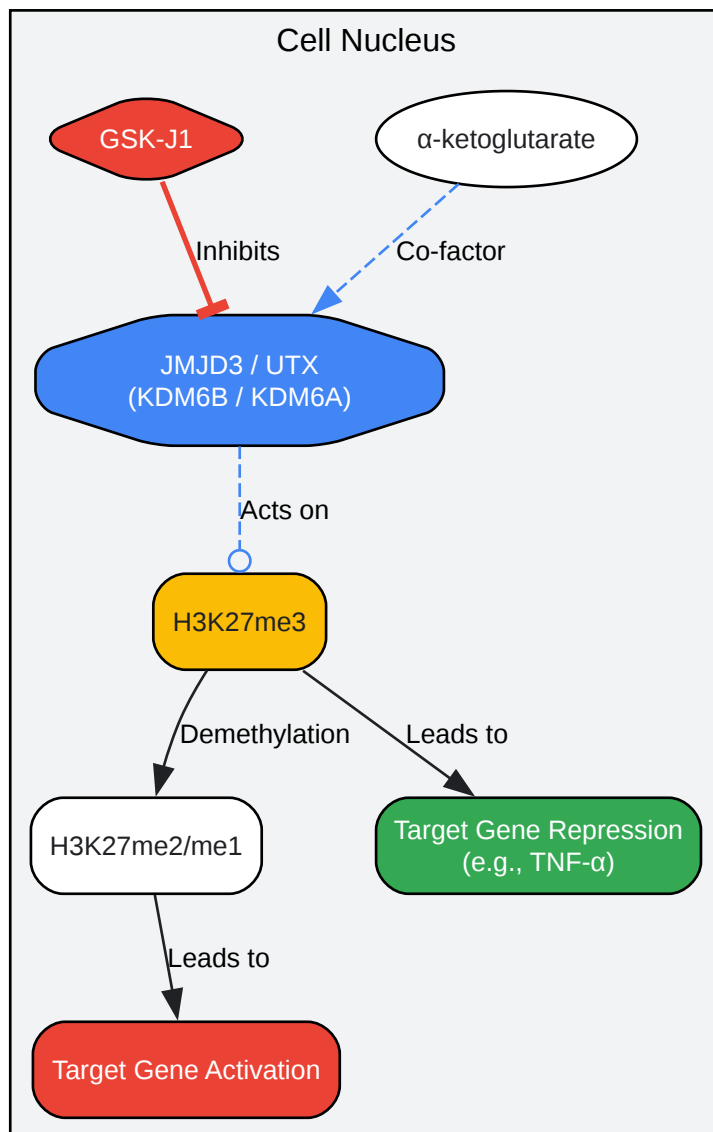 Cell Nucleus
GSK-J1
α-ketoglutarate
Inhibits
Co-factor
JMJD3 / UTX
(KDM6B / KDM6A)
Acts on
H3K27me3
Demethylation
Leads to
H3K27me2/me1
Target Gene Repression
(e.g., TNF-α)
Leads to
Target Gene Activation